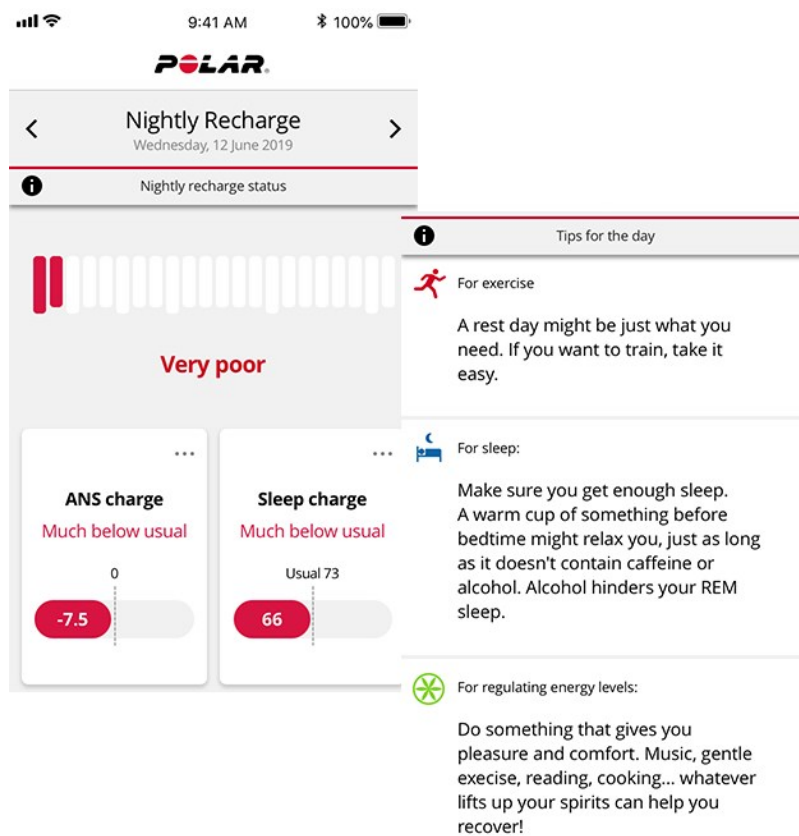 9:41 AM
100%
POLAR.
Nightly Recharge
Wednesday, 12 June 2019
Nightly recharge status
Very poor
ANS charge
Much below usual
0
-7.5
Sleep charge
Much below usual
Usual 73
66
Tips for the day
For exercise
A rest day might be just what you
need. If you want to train, take it
easy.
For sleep:
Make sure you get enough sleep.
A warm cup of something before
bedtime might relax you, just as long
as it doesn't contain caffeine or
alcohol. Alcohol hinders your REM
sleep.
For regulating energy levels:
Do something that gives you
pleasure and comfort. Music, gentle
execise, reading, cooking... whatever
lifts up your spirits can help you
recover!